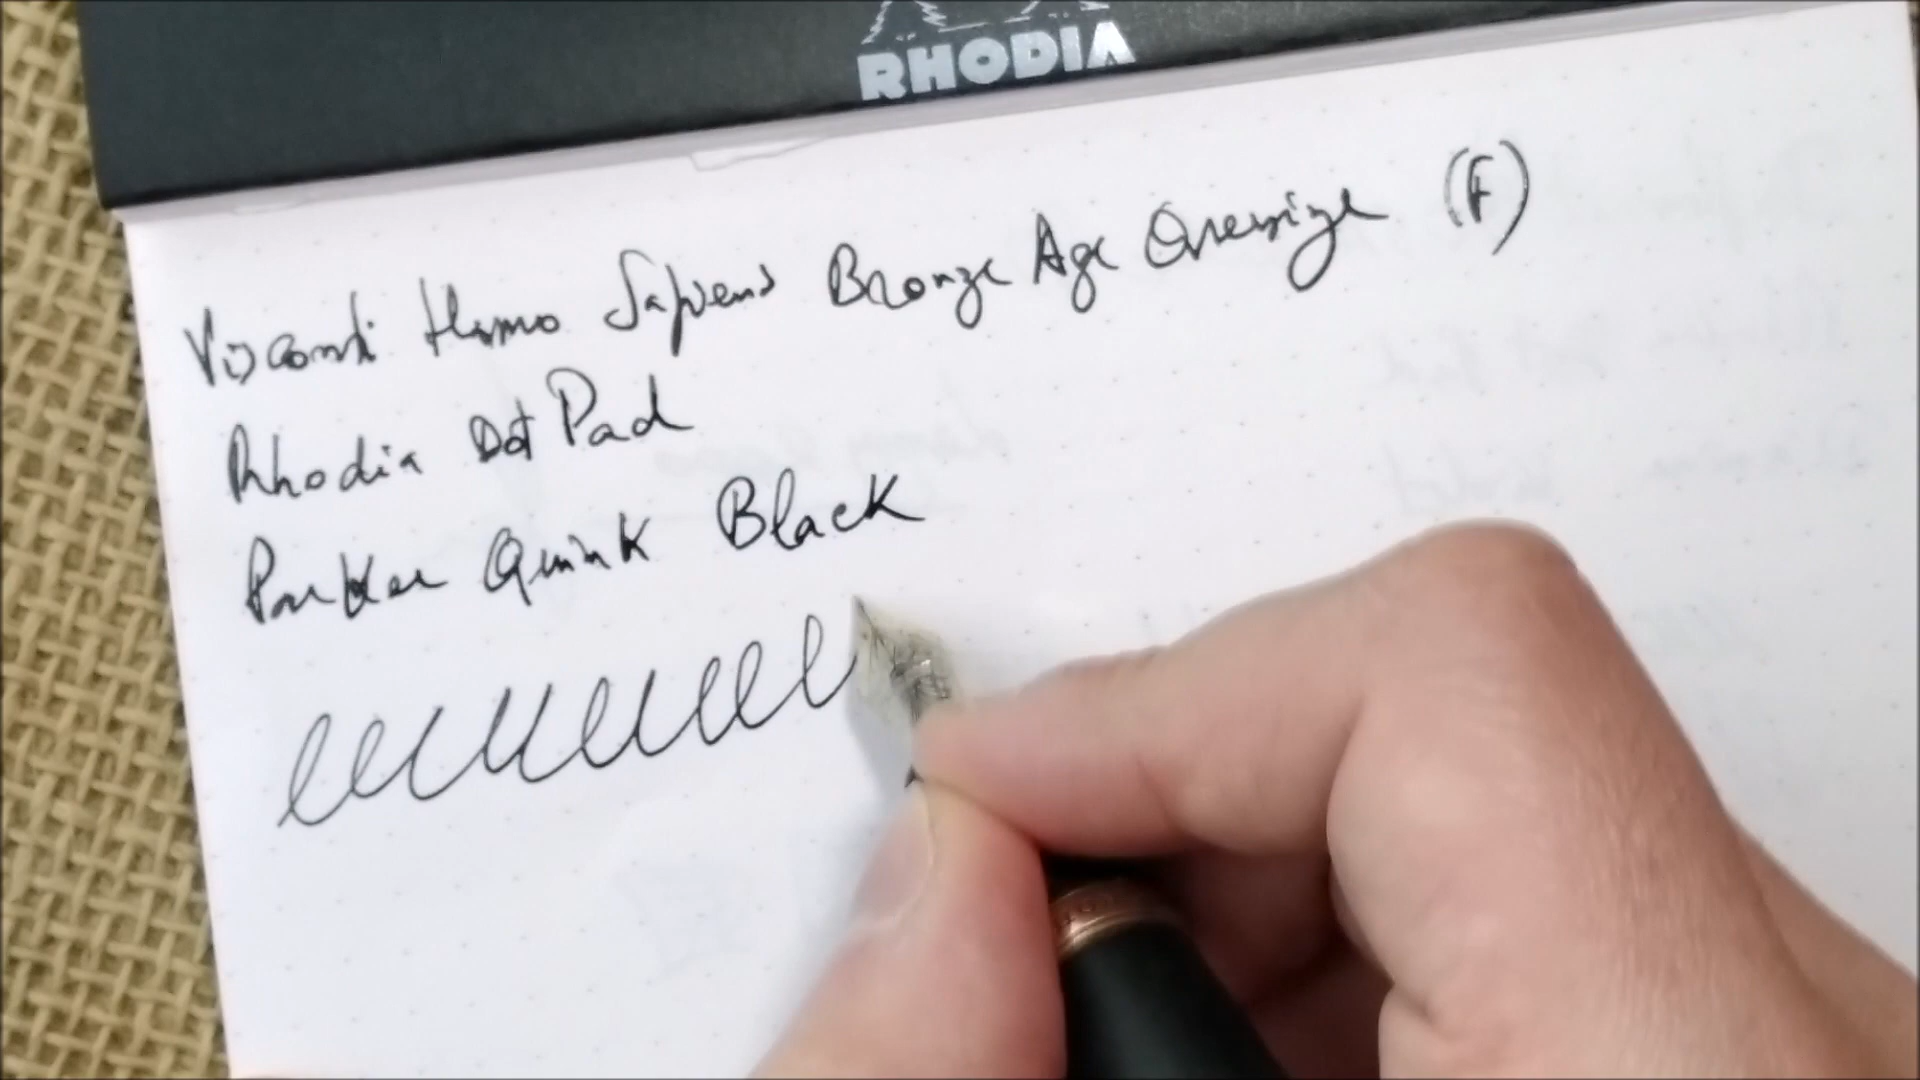 RHODIA
Visconti Homo Sapiens Bronze Age Oversize (F)
Rhodia Dot Pad
Parker Quink Black